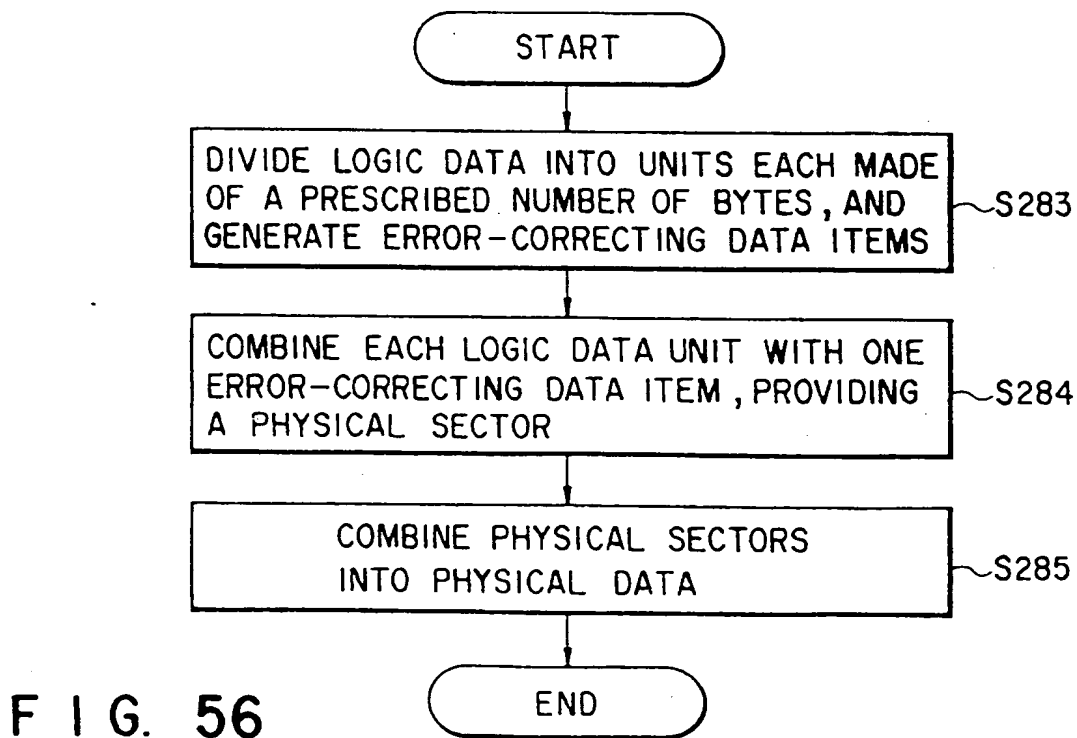 START
DIVIDE LOGIC DATA INTO UNITS EACH MADE
OF A PRESCRIBED NUMBER OF BYTES, AND
GENERATE ERROR-CORRECTING DATA ITEMS
S283
COMBINE EACH LOGIC DATA UNIT WITH ONE
ERROR-CORRECTING DATA ITEM, PROVIDING
A PHYSICAL SECTOR
S284
COMBINE PHYSICAL SECTORS
INTO PHYSICAL DATA
S285
END
FIG. 56